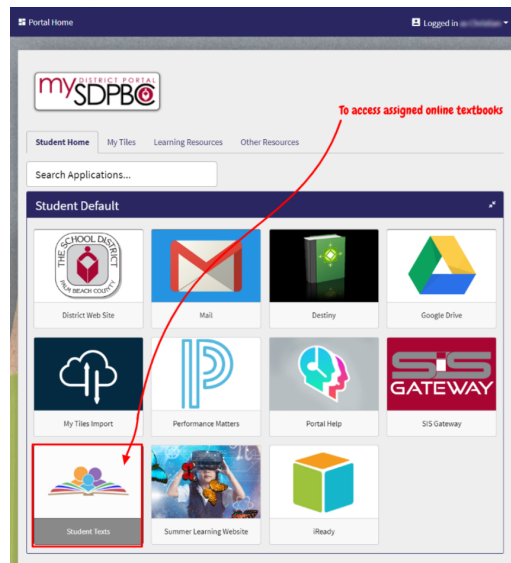 Portal Home
Logged in
my DISTRICT PORTAL
SDPBC
To access assigned online textbooks
Student Home My Tiles Learning Resources Other Resources
Search Applications...
Student Default
THE SCHOOL DISTRICT
PALM BEACH COUNTY
District Web Site Mail Destiny Google Drive
SIS
GATEWAY
My Tiles Import Performance Matters Portal Help SIS Gateway
Student Texts Summer Learning Website iReady